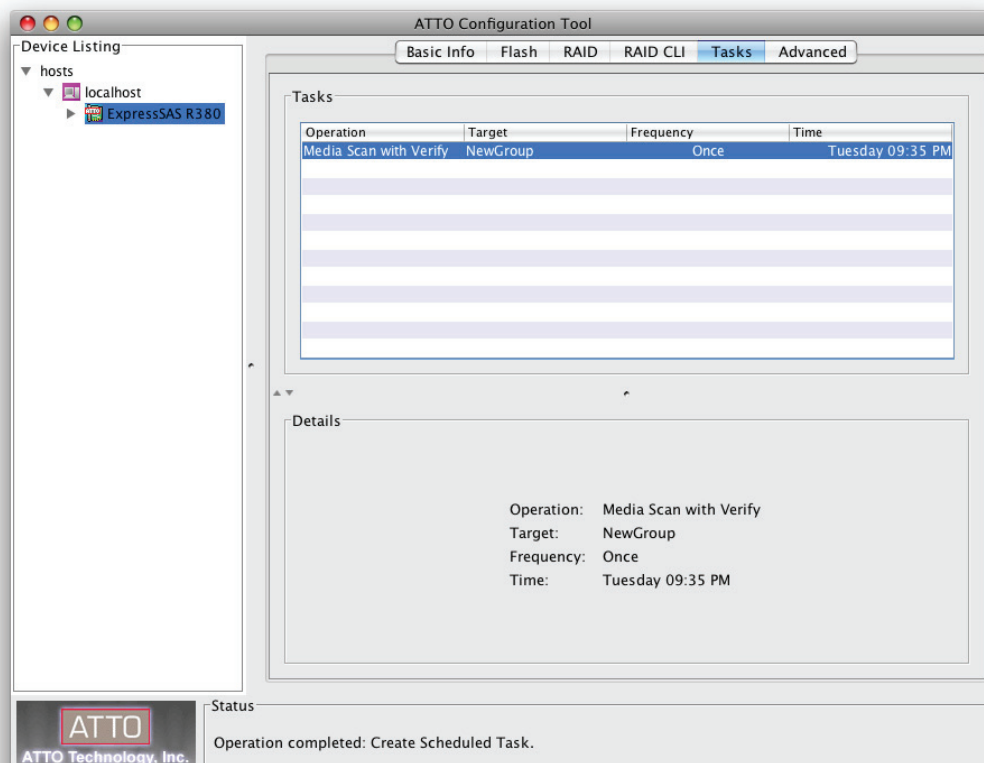 ATTO Configuration Tool
Device Listing
hosts
localhost
ExpressSAS R380
Basic Info Flash RAID RAID CLI Tasks Advanced
Tasks
Operation Target Frequency Time
Media Scan with Verify NewGroup Once Tuesday 09:35 PM
Details
Operation: Media Scan with Verify
Target: NewGroup
Frequency: Once
Time: Tuesday 09:35 PM
ATTO
ATTO Technology, Inc.
Status
Operation completed: Create Scheduled Task.